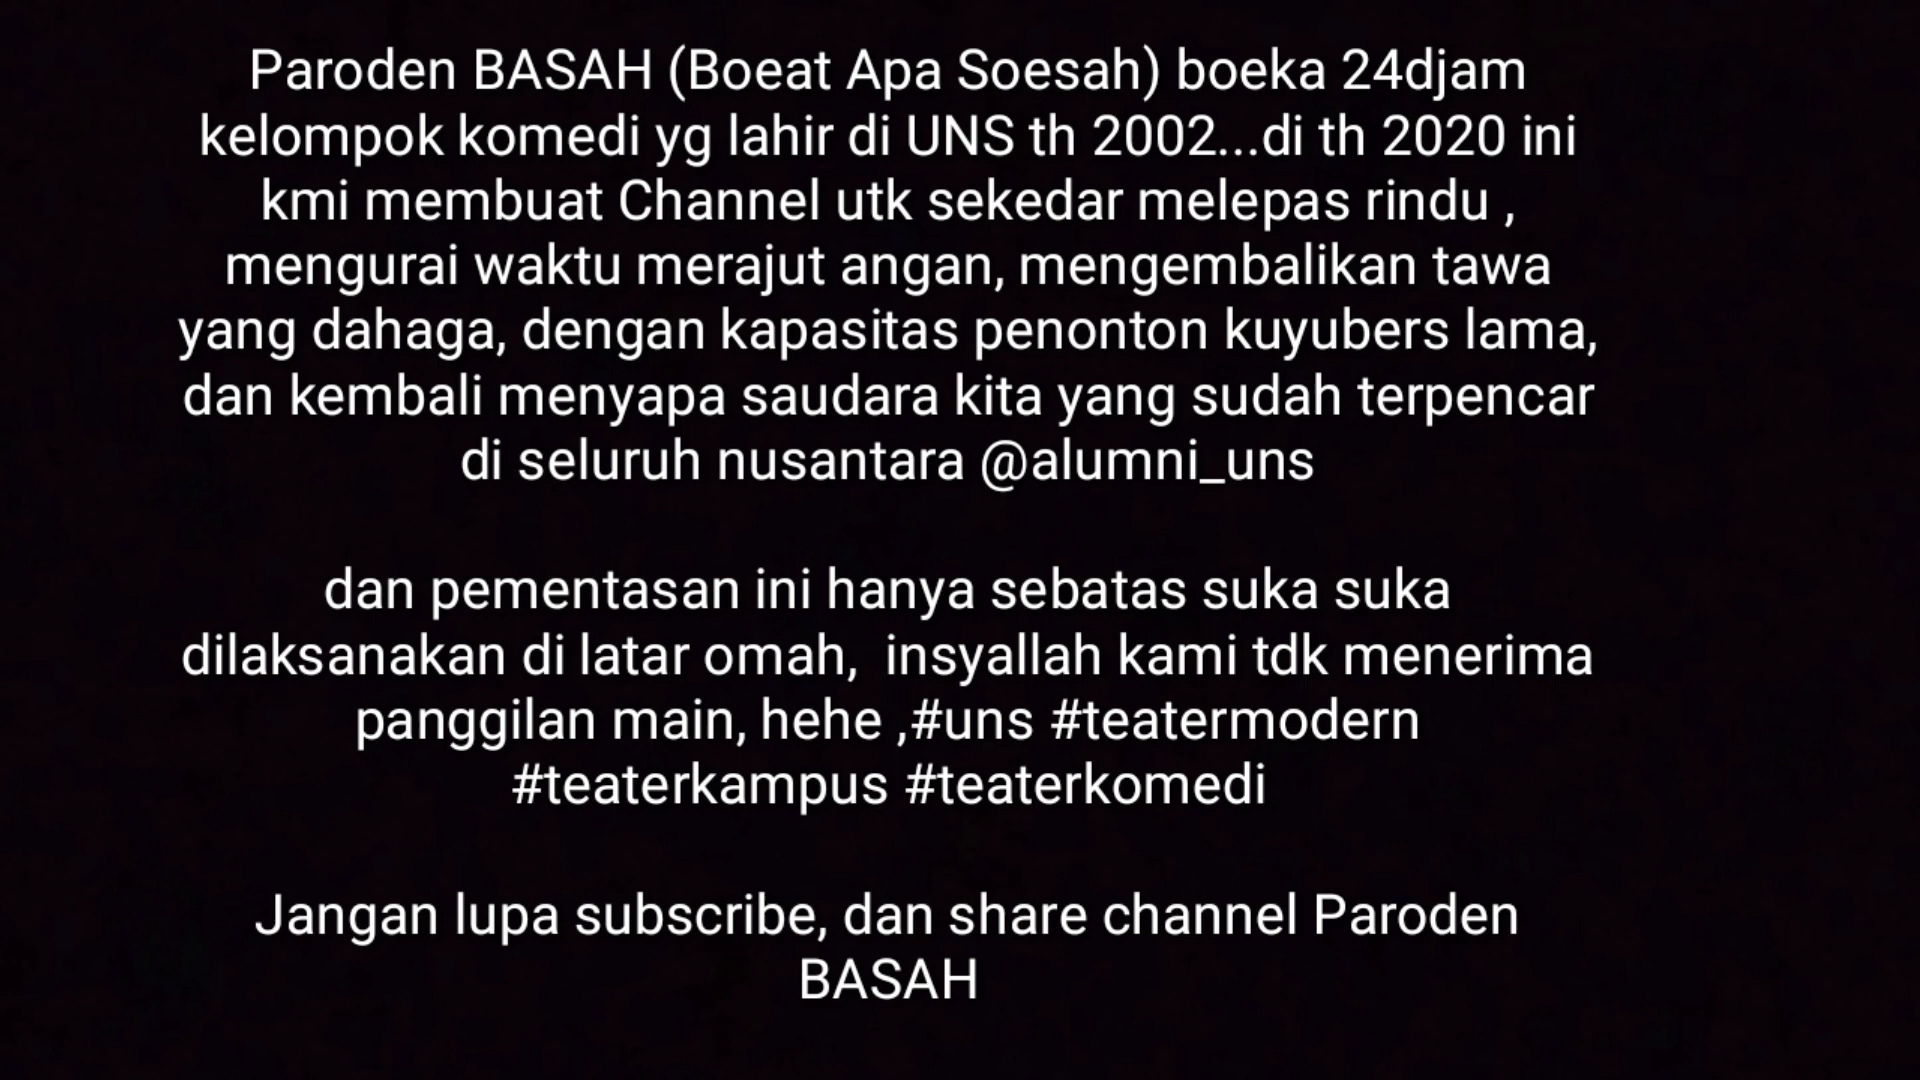 Paroden BASAH (Boeat Apa Soesah) boeka 24djam
kelompok komedi yg lahir di UNS th 2002...di th 2020 ini
kmi membuat Channel utk sekedar melepas rindu ,
mengurai waktu merajut angan, mengembalikan tawa
yang dahaga, dengan kapasitas penonton kuyubers lama,
dan kembali menyapa saudara kita yang sudah terpencar
di seluruh nusantara @alumni_uns
dan pementasan ini hanya sebatas suka suka
dilaksanakan di latar omah,  insyallah kami tdk menerima
panggilan main, hehe ,#uns #teatermodern
#teaterkampus #teaterkomedi
Jangan lupa subscribe, dan share channel Paroden
BASAH